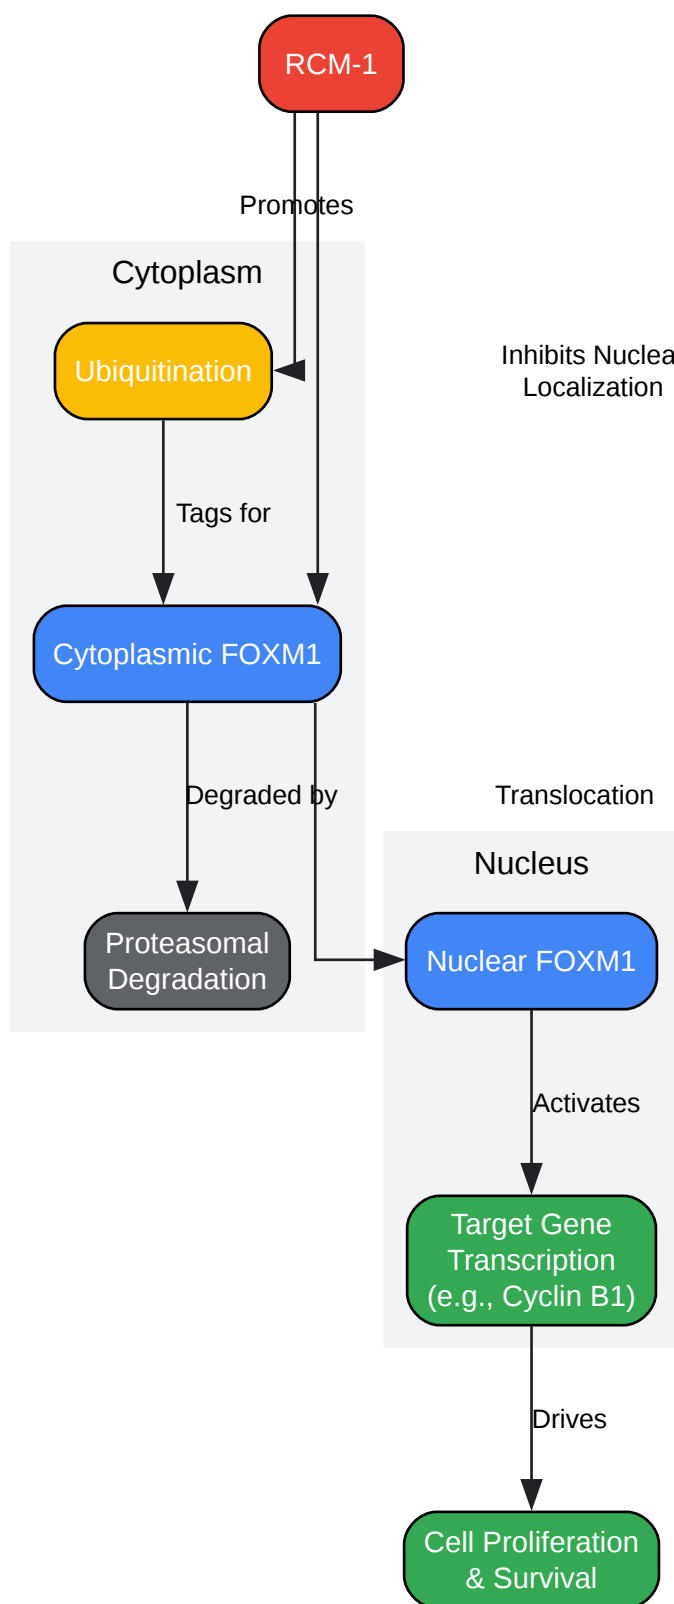 RCM-1
Promotes
Cytoplasm
Ubiquitination
Inhibits Nuclea
Localization
Tags for
Cytoplasmic FOXM1
Degraded by
Translocation
Nucleus
Proteasomal
Degradation
Nuclear FOXM1
Activates
Target Gene
Transcription
(e.g., Cyclin B1)
Drives
Cell Proliferation
& Survival